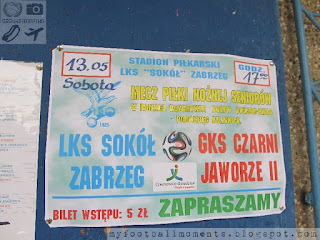 13.05
Sobota
STADION PIŁKARSKI
LKS "SOKÓŁ" ZABRZEG
GODZ.
17 00
MECZ PIŁKI NOŻNEJ SENIORÓW
LKS SOKÓŁ
ZABRZEG
GKS CZARNI
JAWORZE II
BILET WSTĘPU: 5 ZŁ
ZAPRASZAMY
myfootballmoments.blogspot.com